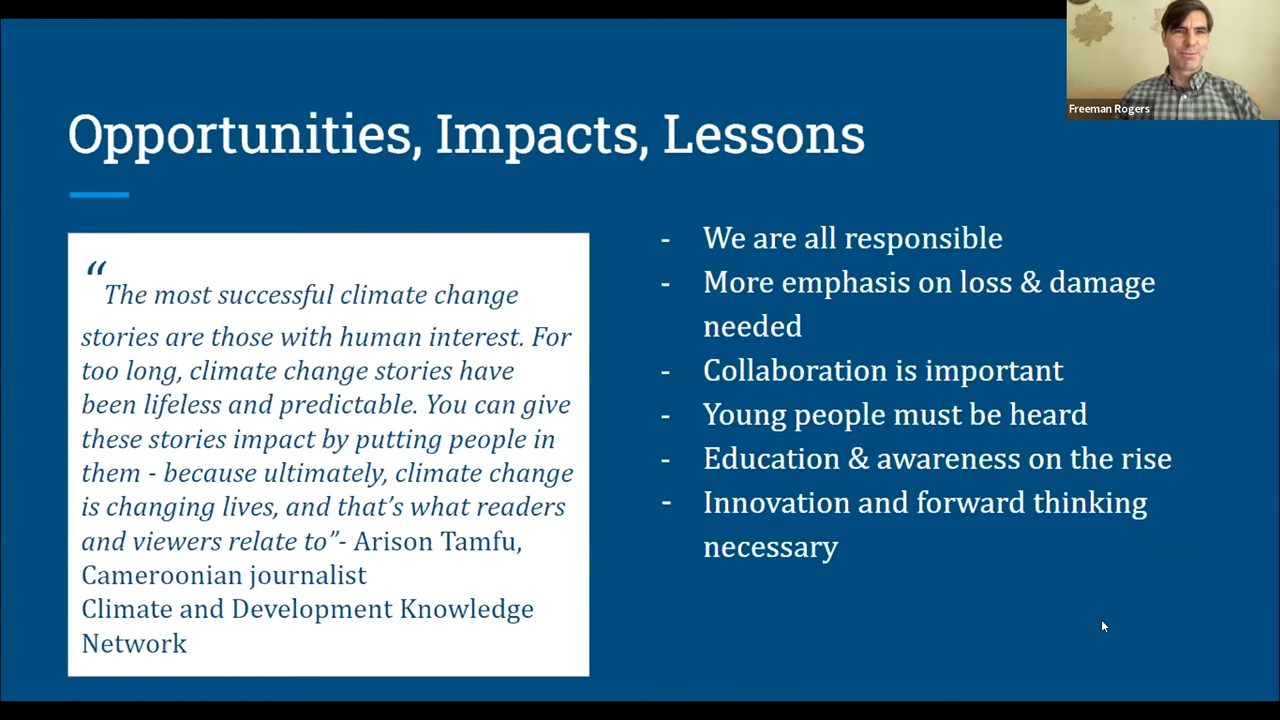 Freeman Rogers
Opportunities, Impacts, Lessons
“The most successful climate change
stories are those with human interest. For
too long, climate change stories have
been lifeless and predictable. You can give
these stories impact by putting people in
them - because ultimately, climate change
is changing lives, and that’s what readers
and viewers relate to”- Arison Tamfu,
Cameroonian journalist
Climate and Development Knowledge
Network
- We are all responsible
- More emphasis on loss & damage
needed
- Collaboration is important
- Young people must be heard
- Education & awareness on the rise
- Innovation and forward thinking
necessary